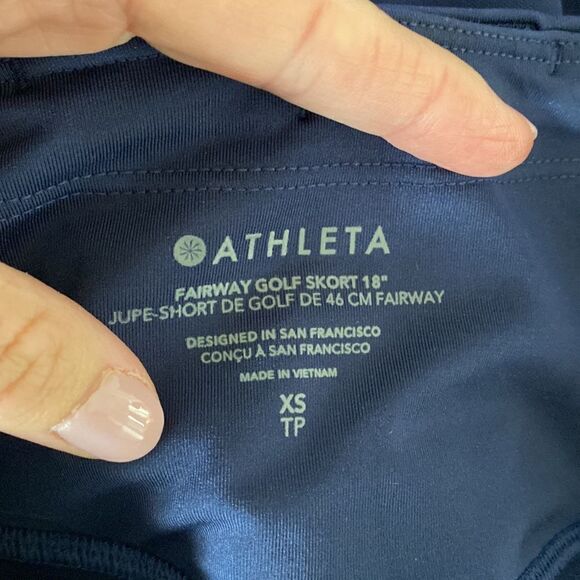 ATHLETA
FAIRWAY GOLF SKORT 18"
JUPE-SHORT DE GOLF DE 46 CM FAIRWAY
DESIGNED IN SAN FRANCISCO
CONÇU À SAN FRANCISCO
MADE IN VIETNAM
XS
TP